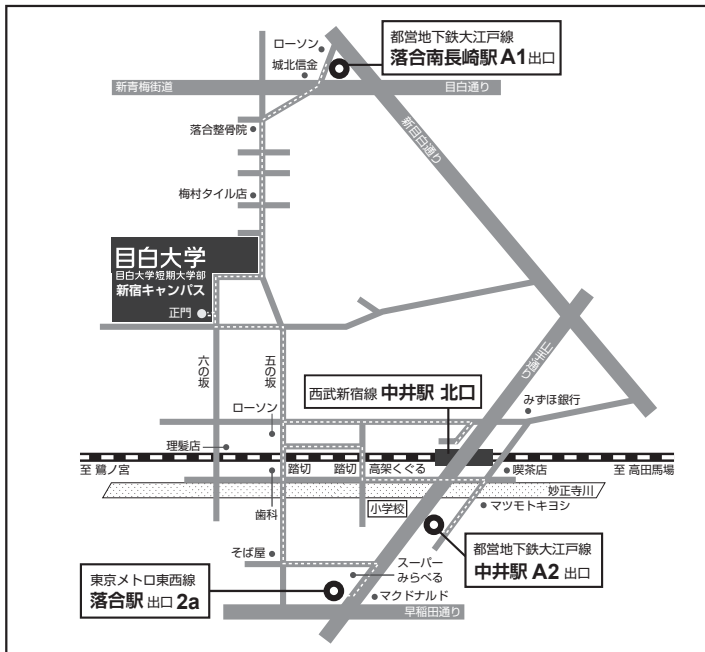 ローソン
城北信金
都営地下鉄大江戸線
落合南長崎駅 A1 出口
新青梅街道
目白通り
落合整骨院
新目白通り
梅村タイル店
目白大学
目白大学短期大学部
新宿キャンパス
正門
六の坂
五の坂
山手通り
西武新宿線 中井駅 北口
みずほ銀行
ローソン
理髪店
至 鷺ノ宮
踏切
踏切
高架くぐる
喫茶店
至 高田馬場
妙正寺川
歯科
小学校
マツモトキヨシ
都営地下鉄大江戸線
中井駅 A2 出口
そば屋
スーパー
みらべる
東京メトロ東西線
落合駅 出口 2a
マクドナルド
早稲田通り